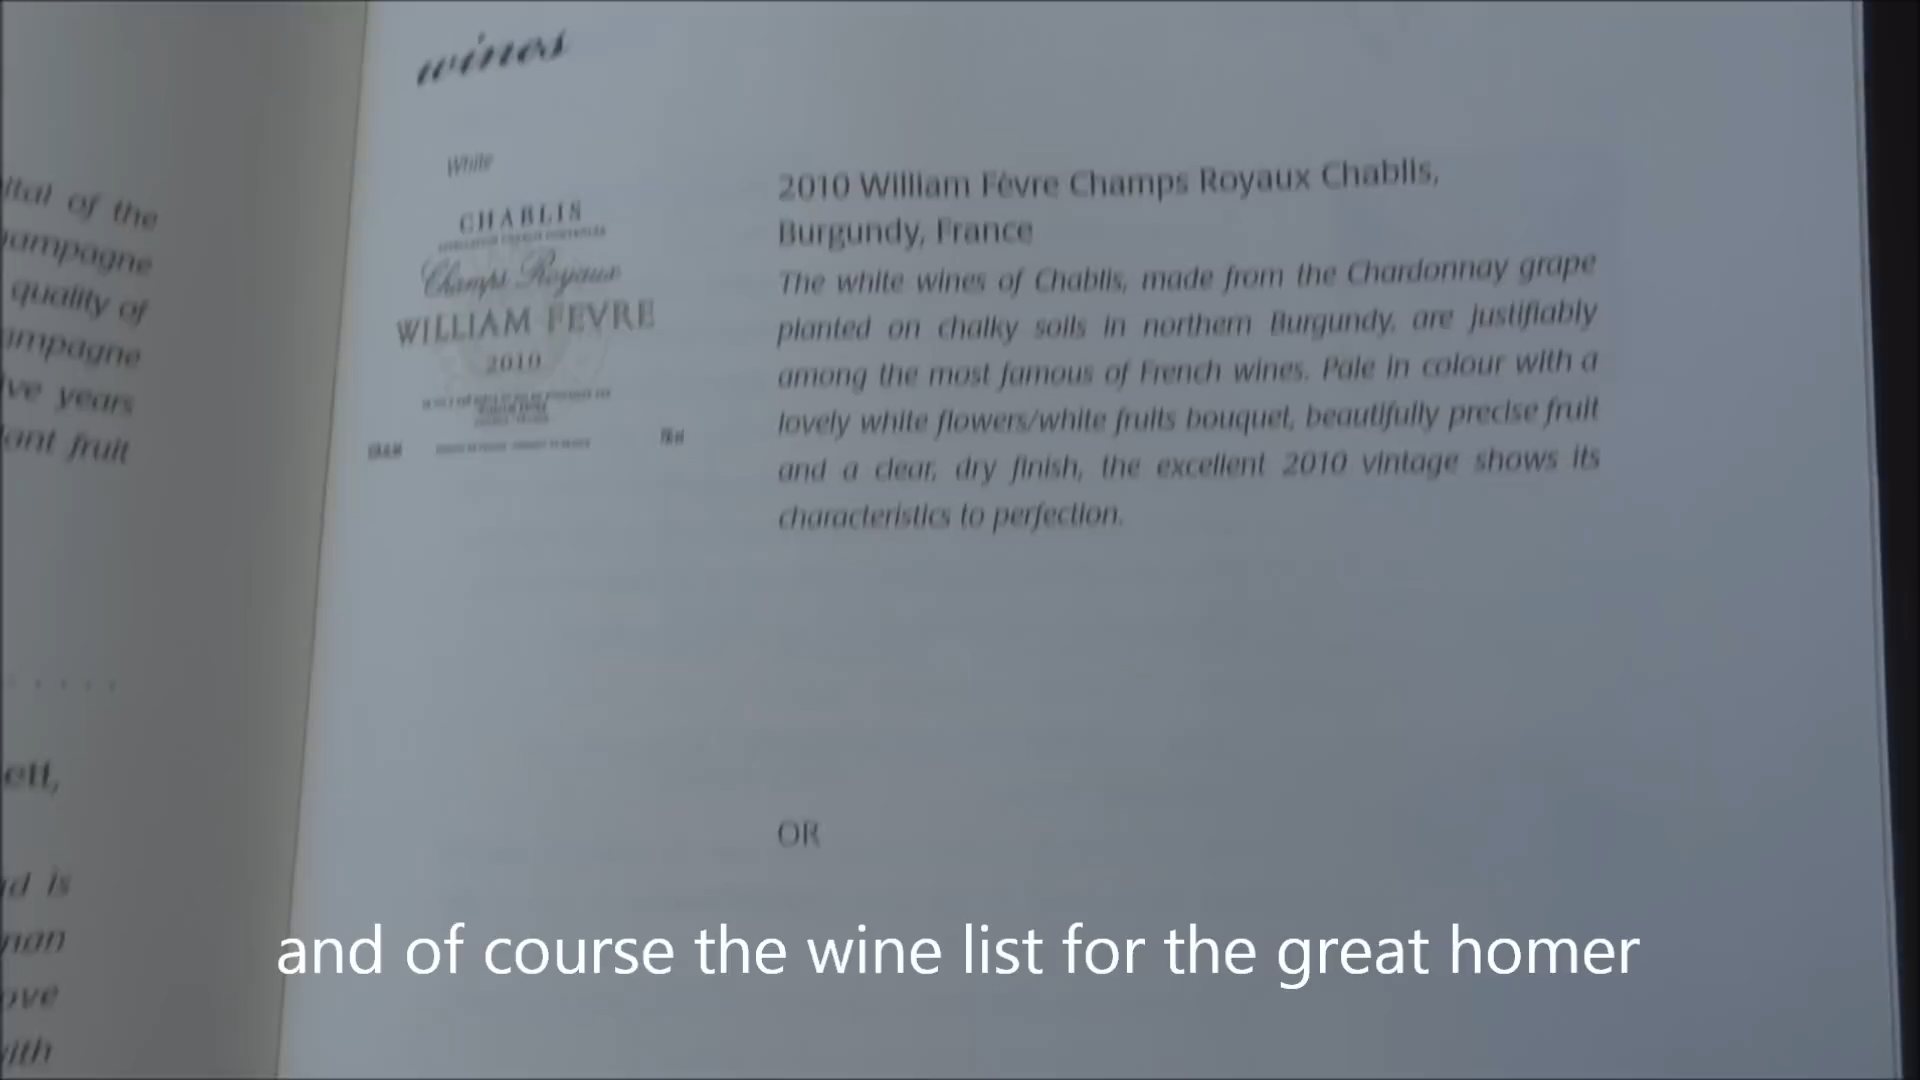 wines
ital of the
quality of
ve years
fruit
ett,
is
White
CHABLIS
Champs Royaux
WILLIAM FEVRE
2010
2010 William Fèvre Champs Royaux Chablis,
Burgundy, France
The white wines of Chablis, made from the Chardonnay grape
planted on chalky soils in northern Burgundy, are justifiably
among the most famous of French wines. Pale in colour with a
lovely white flowers/white fruits bouquet, beautifully precise fruit
and a clear, dry finish, the excellent 2010 vintage shows its
characteristics to perfection.
OR
and of course the wine list for the great homer